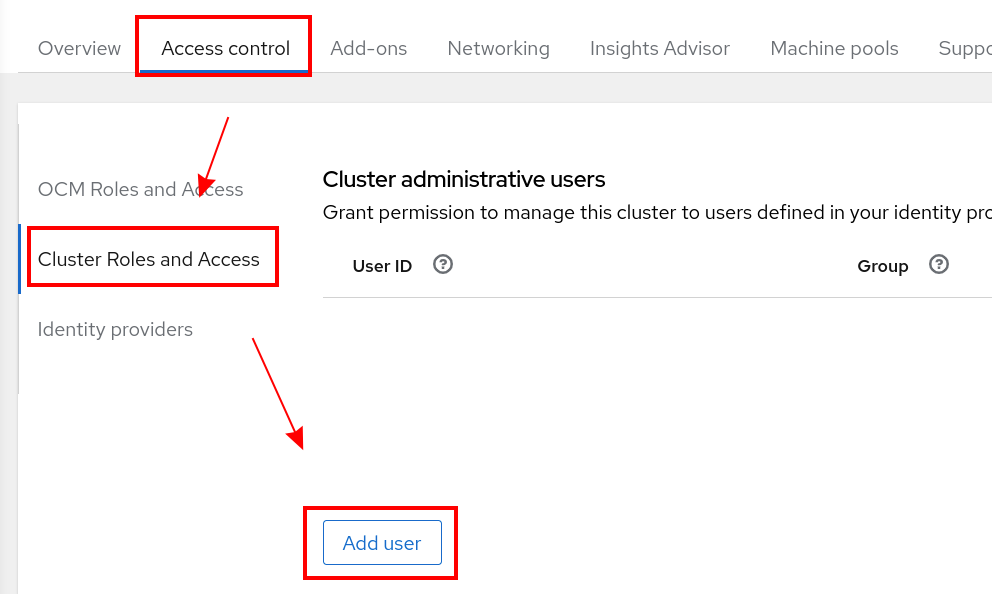 Overview Access control Add-ons Networking Insights Advisor Machine pools Suppo
OCM Roles and Access
Cluster Roles and Access
Identity providers
Cluster administrative users
Grant permission to manage this cluster to users defined in your identity pro
User ID ? Group ?
Add user